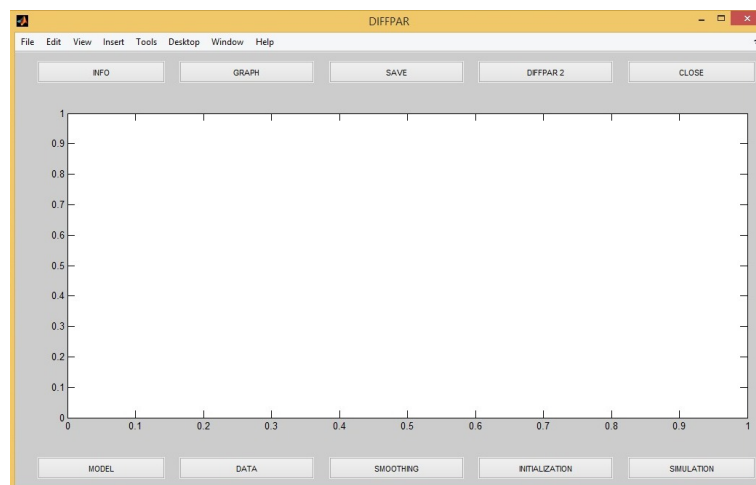 DIFFPAR
File Edit View Insert Tools Desktop Window Help
INFO GRAPH SAVE DIFFPAR 2 CLOSE
1
0.9
0.8
0.7
0.6
0.5
0.4
0.3
0.2
0.1
0
0 0.1 0.2 0.3 0.4 0.5 0.6 0.7 0.8 0.9 1
MODEL DATA SMOOTHING INITIALIZATION SIMULATION